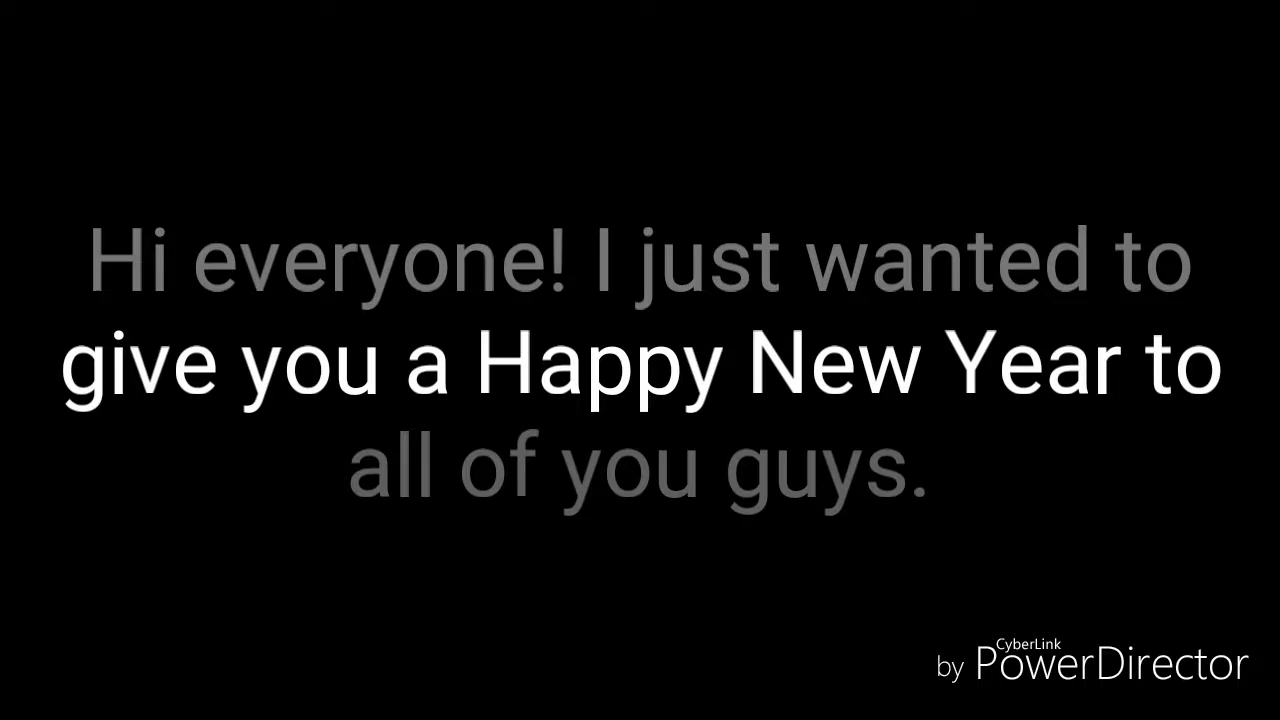 Hi everyone! I just wanted to
give you a Happy New Year to
all of you guys.
CyberLink
by PowerDirector